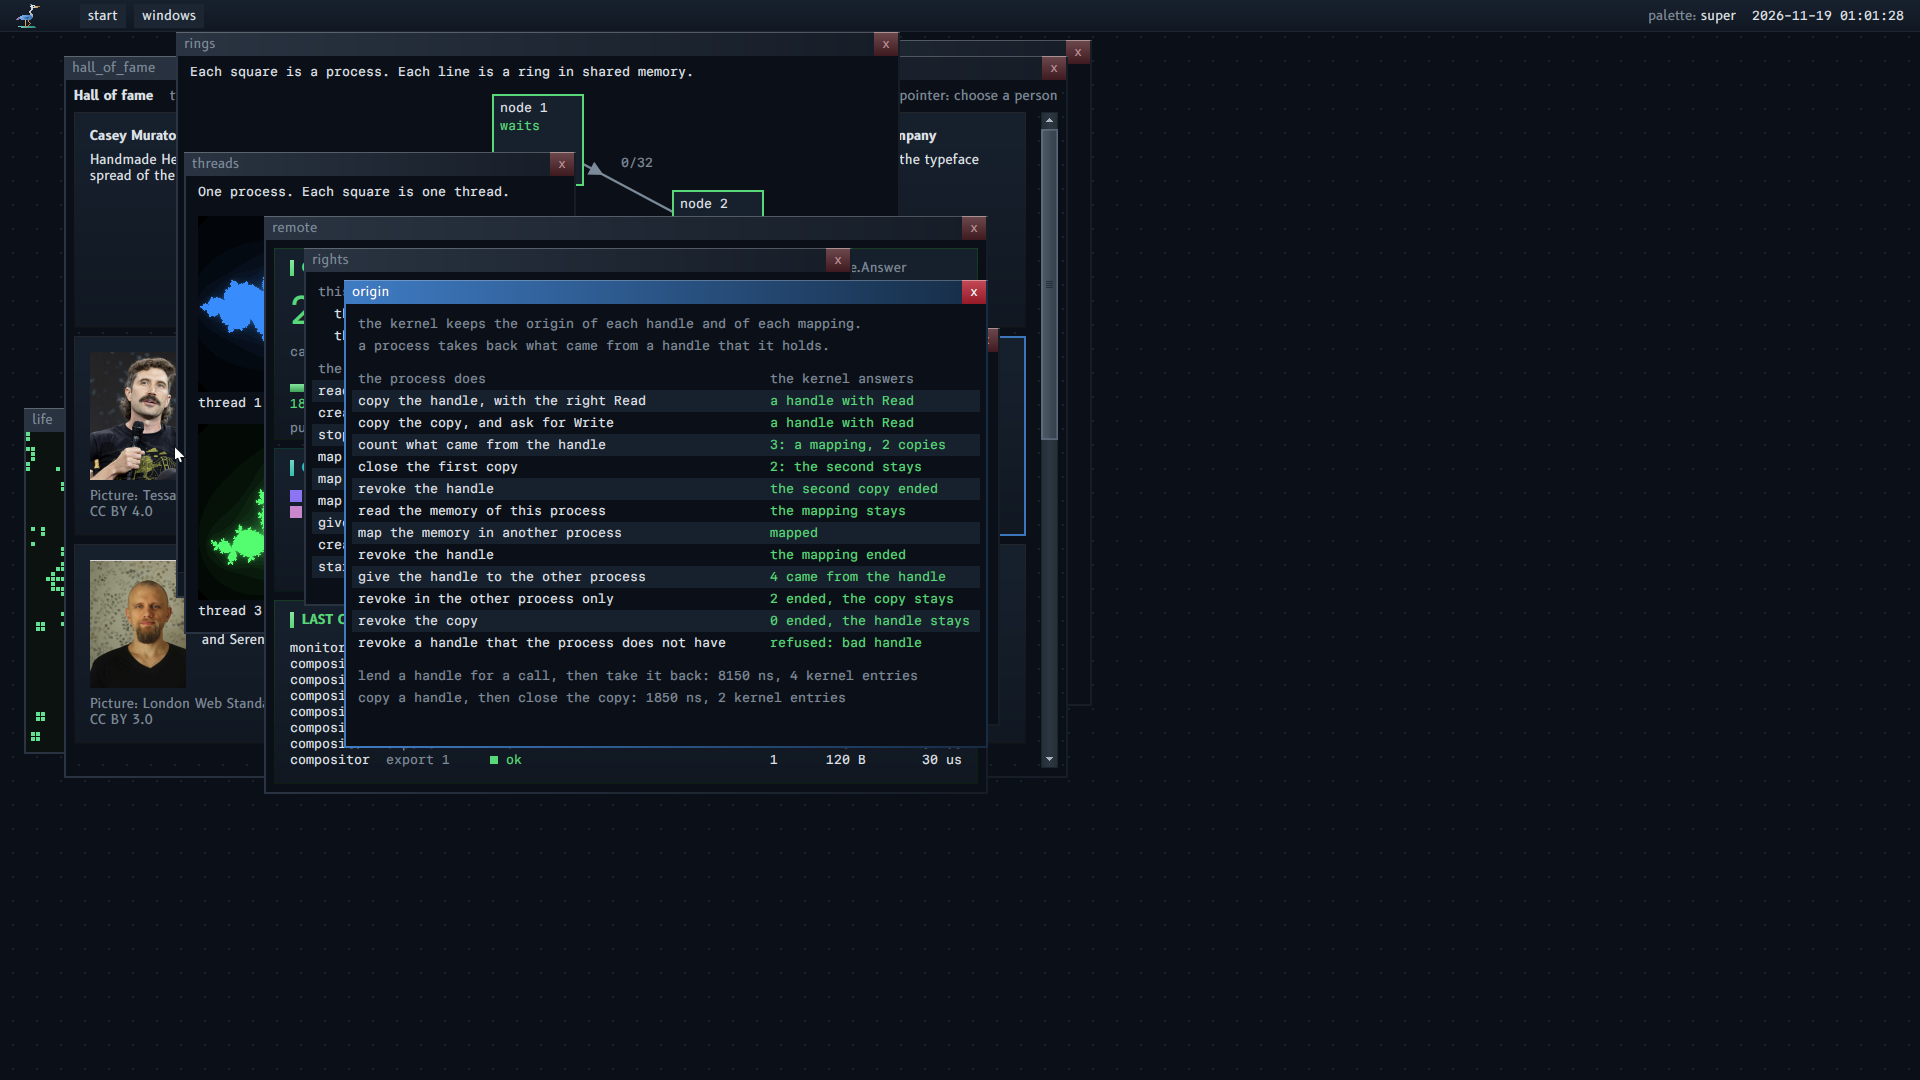 start windows palette: super 2026-11-19 01:01:28
rings x
x
hall_of_fame x
Each square is a process. Each line is a ring in shared memory.
Hall of fame pointer: choose a person
node 1
waits
Casey
Handmade
spread of the
the typeface
threads x
0/32
One process. Each square is one thread.
node 2
remote x
rights x
.Answer
origin x
the kernel keeps the origin of each handle and of each mapping.
a process takes back what came from a handle that it holds.
the process does the kernel answers
copy the handle, with the right Read a handle with Read
copy the copy, and ask for Write a handle with Read
count what came from the handle 3: a mapping, 2 copies
close the first copy 2: the second stays
revoke the handle the second copy ended
read the memory of this process the mapping stays
map the memory in another process mapped
revoke the handle the mapping ended
give the handle to the other process 4 came from the handle
revoke in the other process only 2 ended, the copy stays
revoke the copy 0 ended, the handle stays
revoke a handle that the process does not have refused: bad handle
lend a handle for a call, then take it back: 8150 ns, 4 kernel entries
copy a handle, then close the copy: 1850 ns, 2 kernel entries
the
map
map
map
life
thread 1
Picture: Tessa
CC BY 4.0
thread 3
and
Picture: London Web
CC BY 3.0
LAST
monitor
compositor export 1 ok 1 120 B 30 us